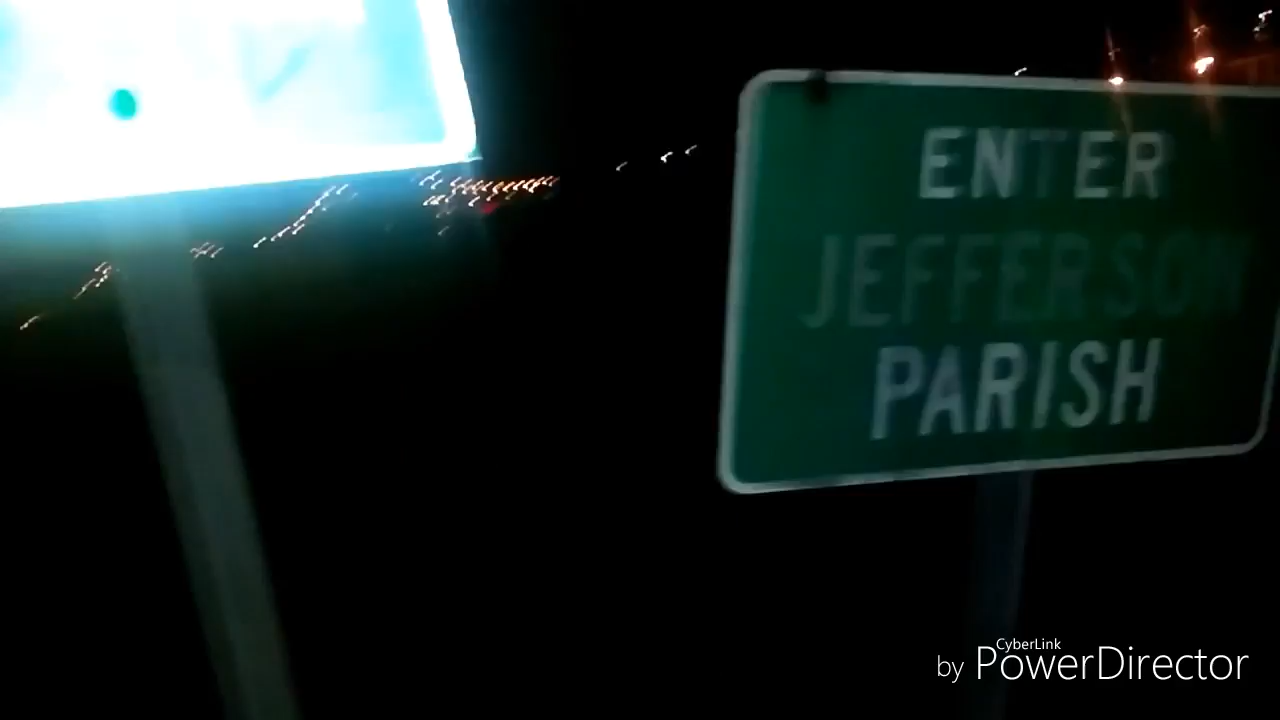 ENTER
JEFFERSON
PARISH
CyberLink
by PowerDirector